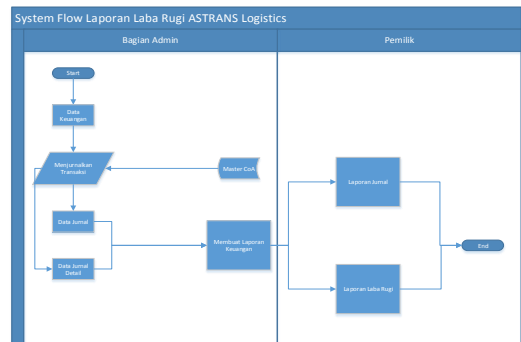 System Flow Laporan Laba Rugi ASTRANS Logistics
Bagian Admin
Pemilik
Start
Data
Keuangan
Menjurnalkan
Transaksi
Master CoA
Data Jurnal
Data Jurnal
Detail
Membuat Laporan
Keuangan
Laporan Jurnal
Laporan Laba Rugi
End